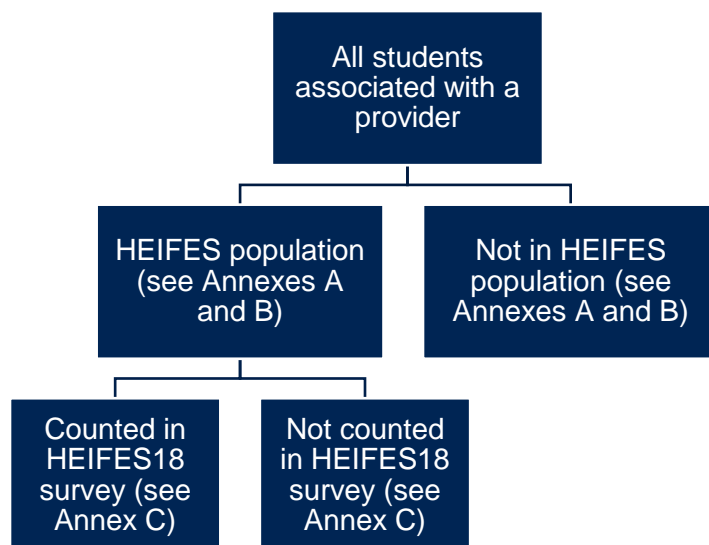 All students
associated with a
provider
HEIFES population
(see Annexes A
and B)
Not in HEIFES
population (see
Annexes A and B)
Counted in
HEIFES18
survey (see
Annex C)
Not counted
in HEIFES18
survey (see
Annex C)